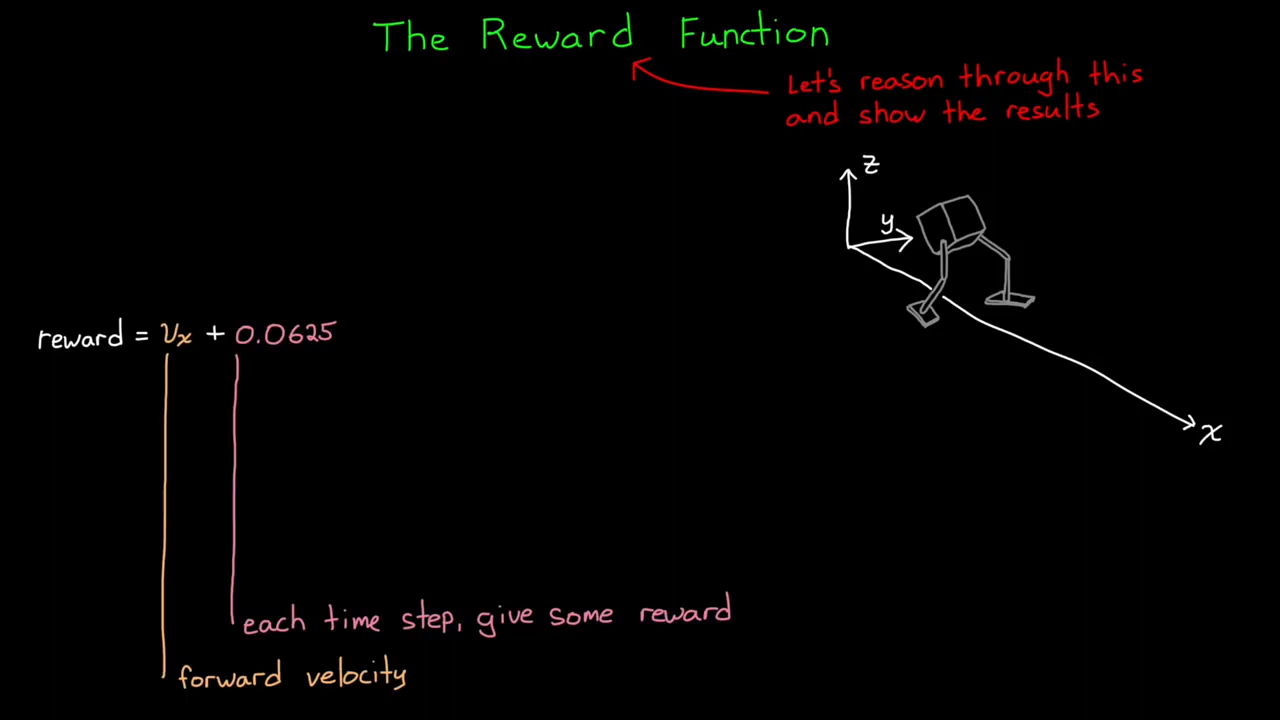 The Reward Function
Let's reason through this
and show the results
z
y
x
reward = vx + 0.0625
each time step, give some reward
forward velocity